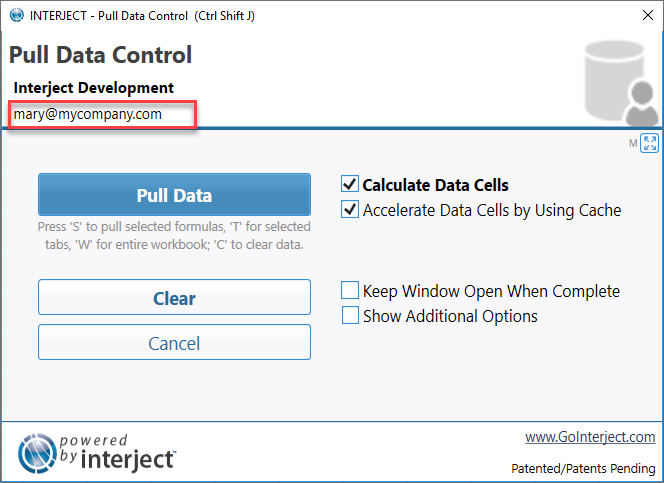 INTERJECT - Pull Data Control  (Ctrl Shift J)
Pull Data Control
Interject Development
mary@mycompany.com
M
Pull Data
Press 'S' to pull selected formulas, 'T' for selected
tabs, 'W' for entire workbook; 'C' to clear data.
Clear
Cancel
Calculate Data Cells
Accelerate Data Cells by Using Cache
Keep Window Open When Complete
Show Additional Options
powered
by interject™
www.GoInterject.com
Patented/Patents Pending